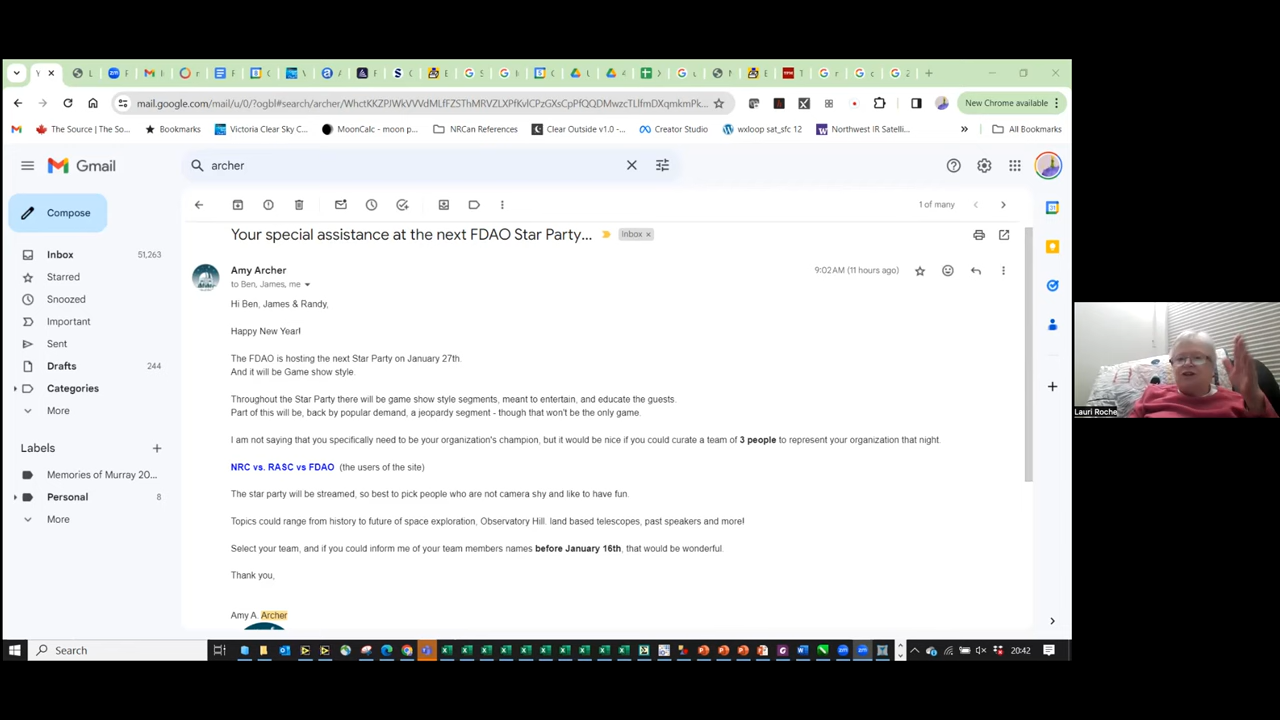 New Chrome available
mail.google.com/mail/u/0/?ogbl#search/archer/
The Source | The So...
Bookmarks
Victoria Clear Sky C...
MoonCalc - moon p...
NRCan References
Clear Outside v1.0 -...
Creator Studio
wxloop sat_sfc 12
Northwest IR Satelli...
»
All Bookmarks
Gmail
archer
Compose
1 of many
Your special assistance at the next FDAO Star Party...
Inbox ×
Inbox 51,263
Starred
Snoozed
Important
Sent
Drafts 244
Categories
More
Labels
Memories of Murray 20...
Personal 8
More
Amy Archer
9:02 AM (11 hours ago)
to Ben, James, me
Hi Ben, James & Randy,
Happy New Year!
The FDAO is hosting the next Star Party on January 27th.
And it will be Game show style.
Throughout the Star Party there will be game show style segments, meant to entertain, and educate the guests.
Part of this will be, back by popular demand, a jeopardy segment - though that won't be the only game.
I am not saying that you specifically need to be your organization's champion, but it would be nice if you could curate a team of 3 people to represent your organization that night.
NRC vs. RASC vs FDAO (the users of the site)
The star party will be streamed, so best to pick people who are not camera shy and like to have fun.
Topics could range from history to future of space exploration, Observatory Hill. land based telescopes, past speakers and more!
Select your team, and if you could inform me of your team members names before January 16th, that would be wonderful.
Thank you,
Amy A. Archer
Lauri Roche
Search
20:42